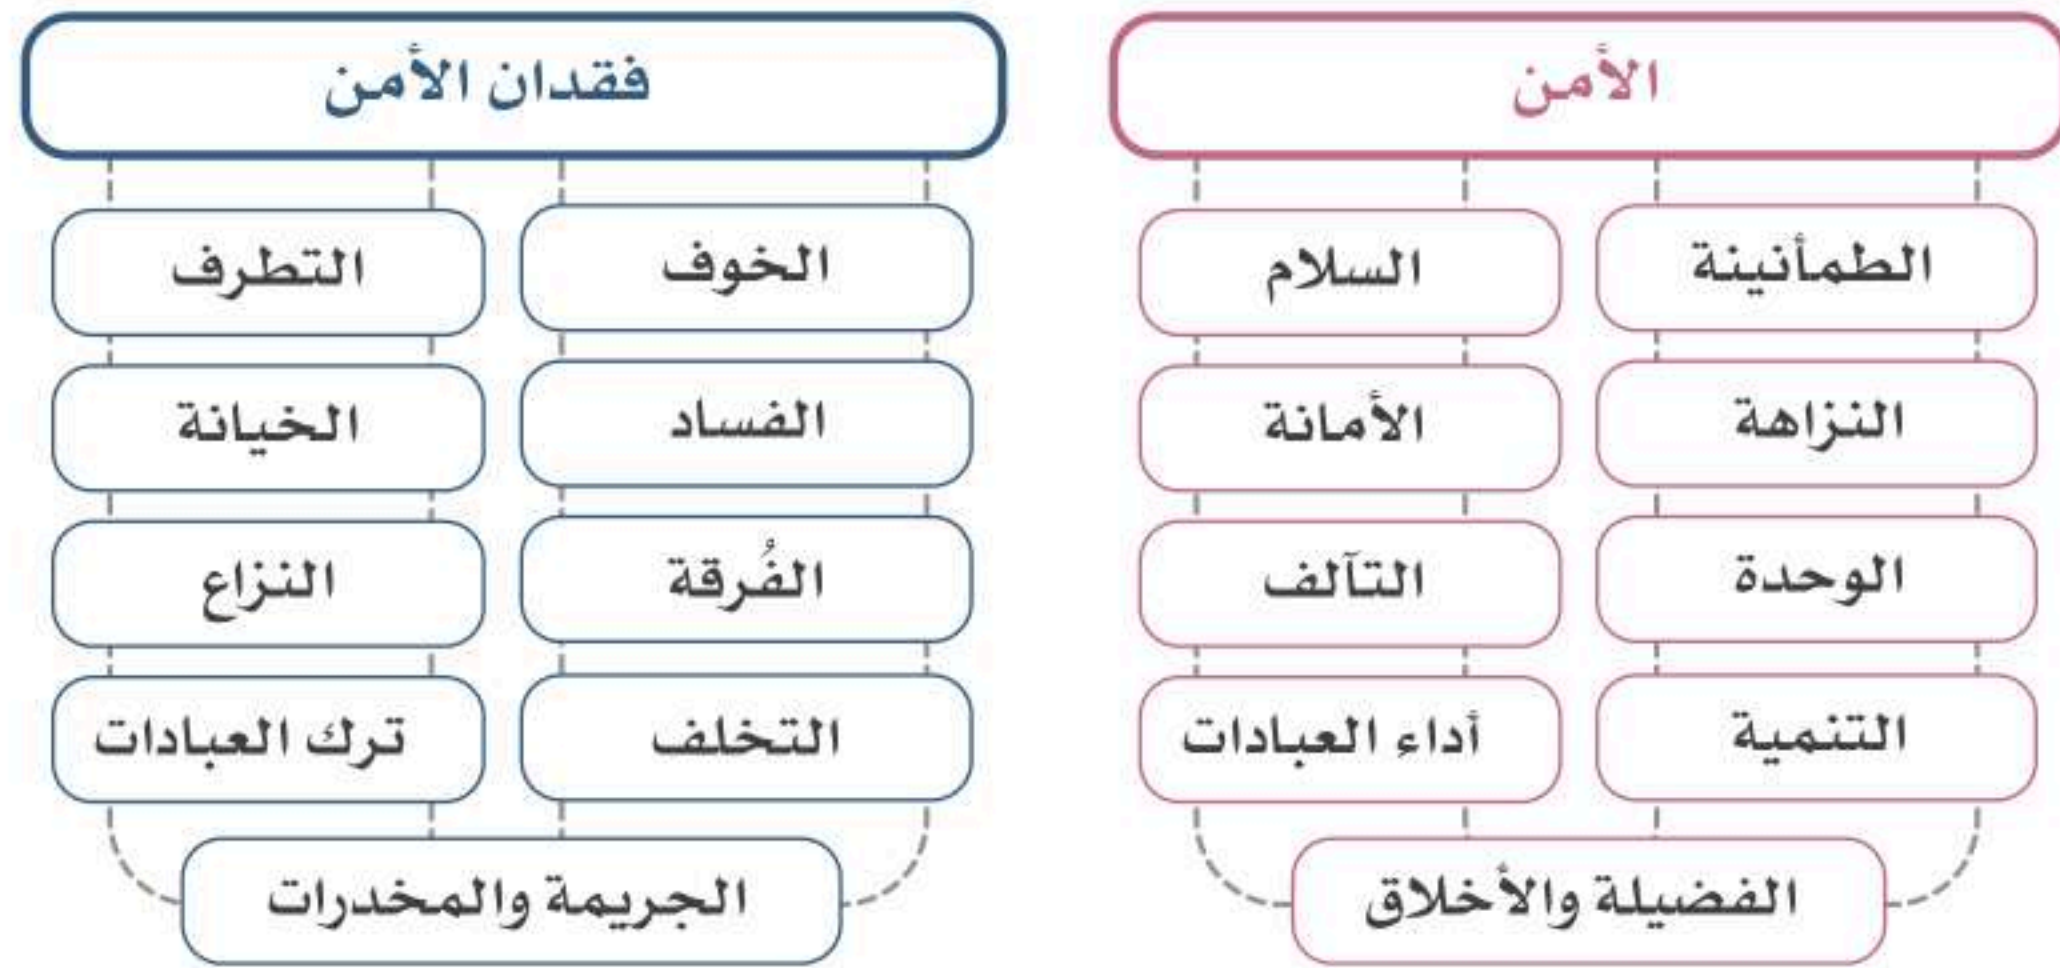 الأمن
الطمأنينة
السلام
النزاهة
الأمانة
الوحدة
التآلف
التنمية
أداء العبادات
الفضيلة والأخلاق
فقدان الأمن
الخوف
التطرف
الفساد
الخيانة
الفُرقة
النزاع
التخلف
ترك العبادات
الجريمة والمخدرات